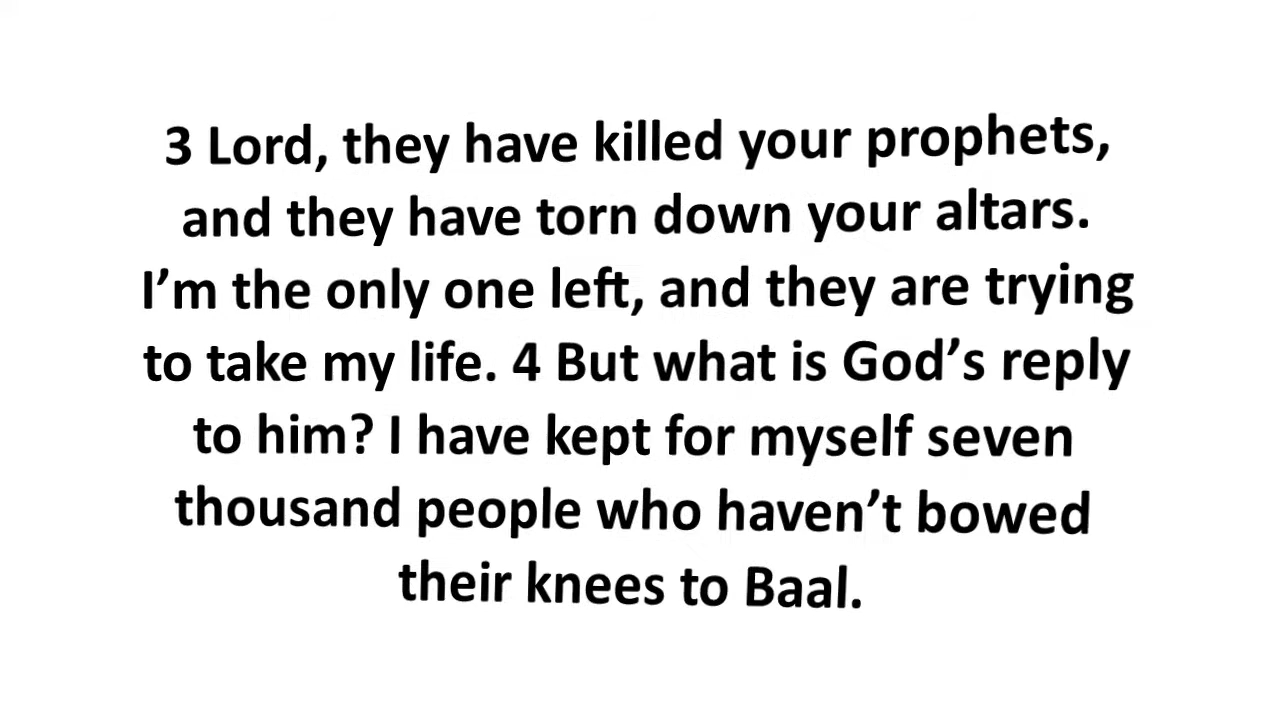 3 Lord, they have killed your prophets,
and they have torn down your altars.
I’m the only one left, and they are trying
to take my life. 4 But what is God’s reply
to him? I have kept for myself seven
thousand people who haven’t bowed
their knees to Baal.